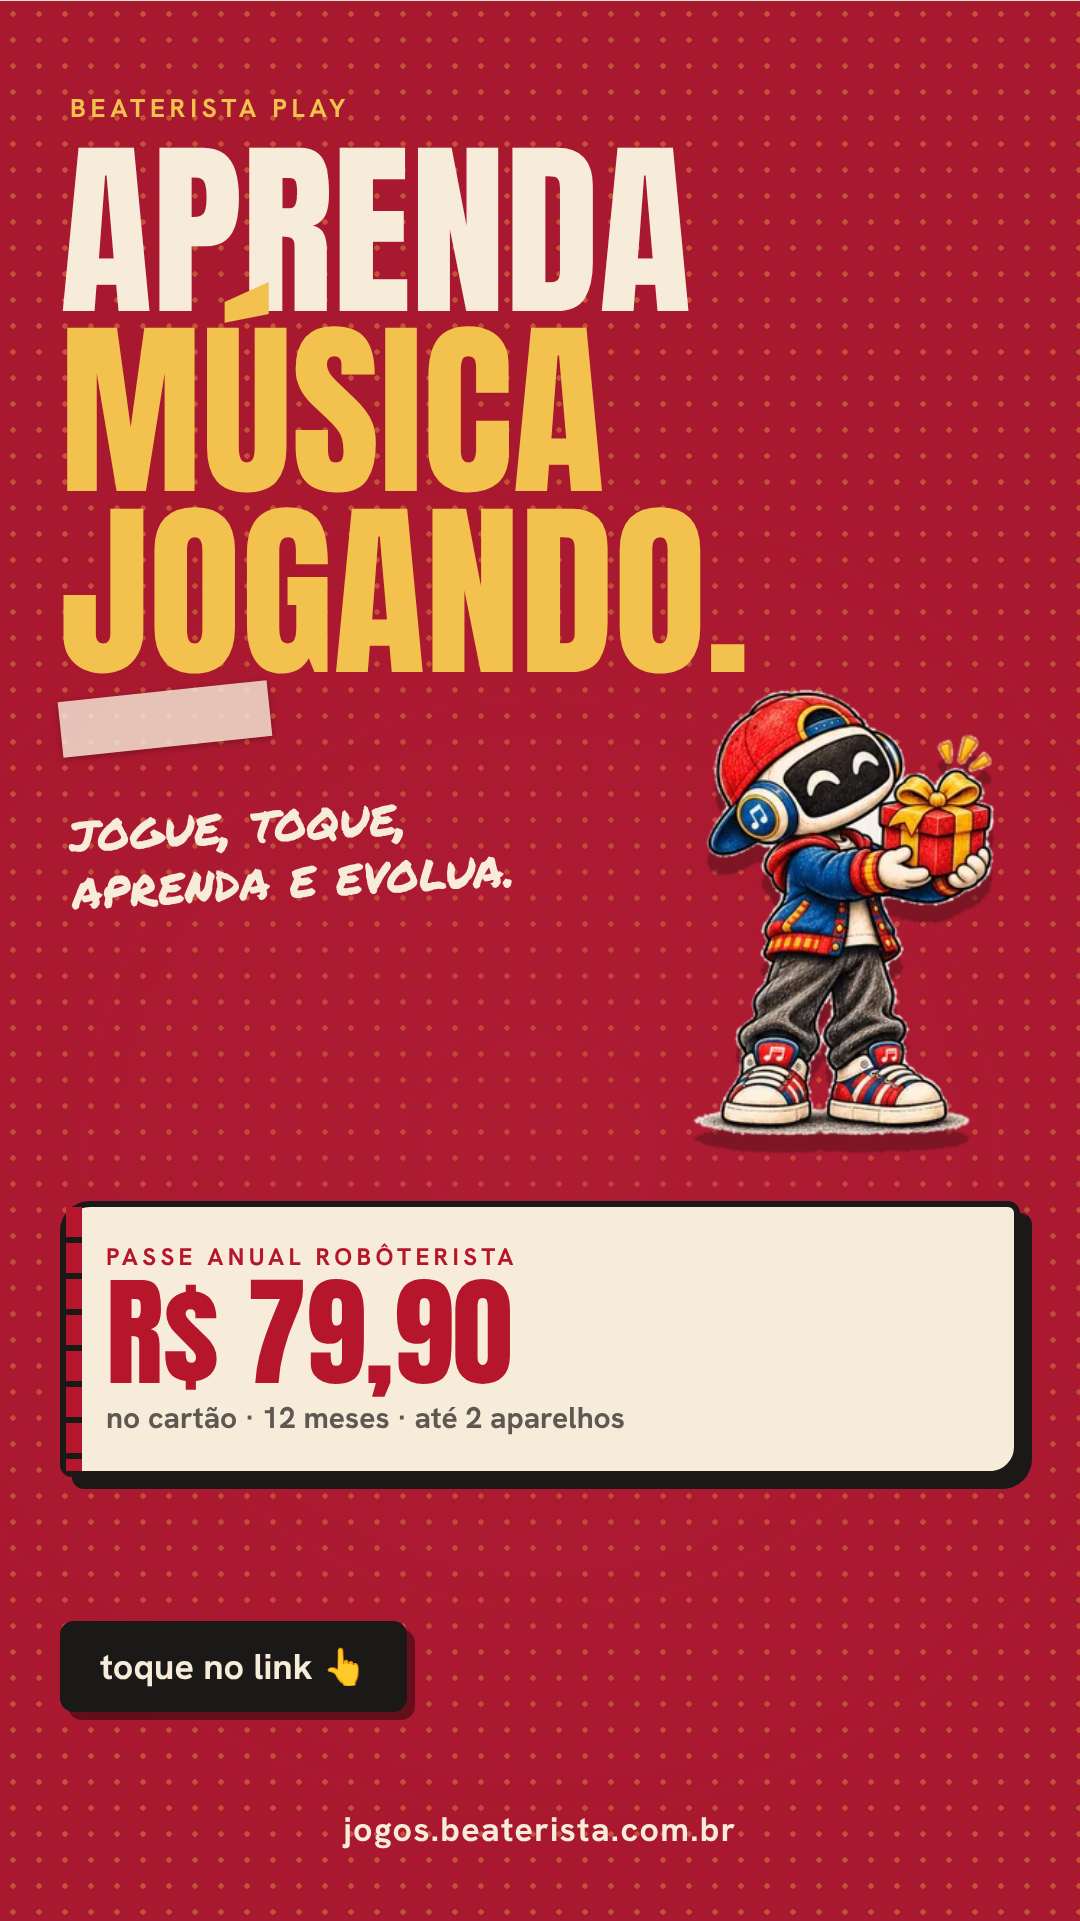 BEATERISTA PLAY
APRENDA
MÚSICA
JOGANDO.
JOGUE, TOQUE,
APRENDA E EVOLUA.
PASSE ANUAL ROBÔTERISTA
R$ 79,90
no cartão · 12 meses · até 2 aparelhos
toque no link 👆
jogos.beaterista.com.br